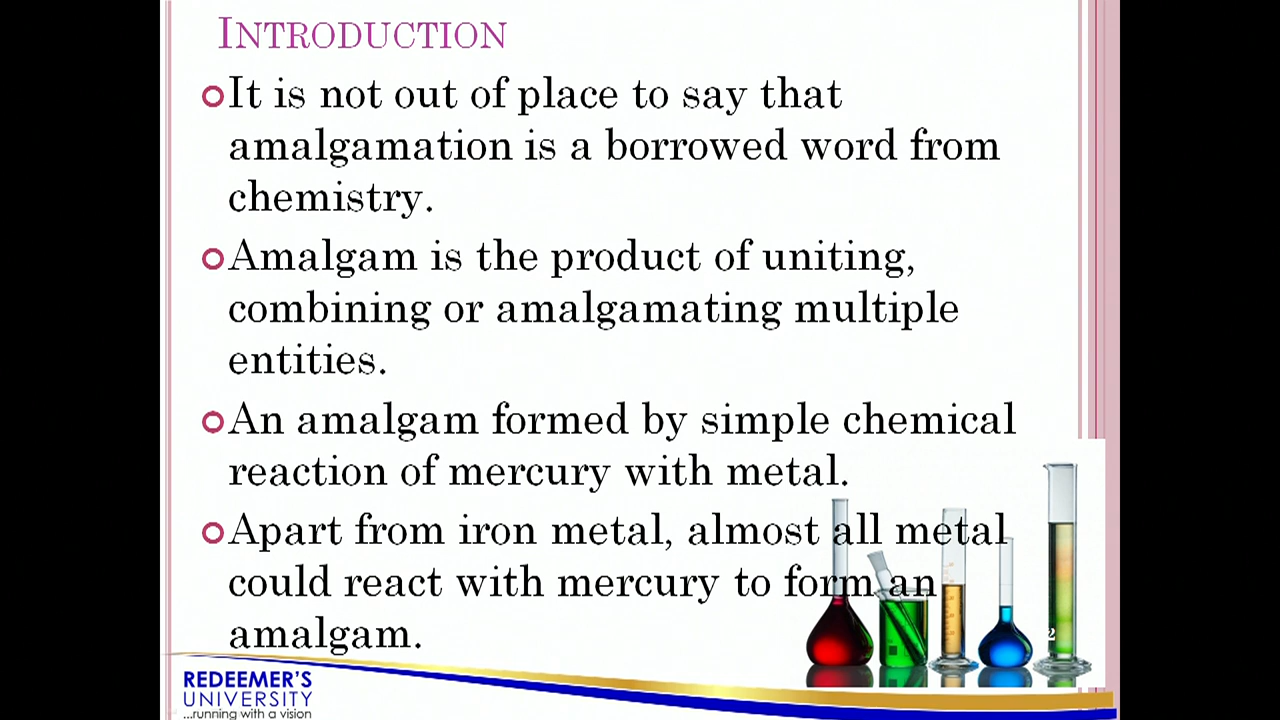 INTRODUCTION
It is not out of place to say that
amalgamation is a borrowed word from
chemistry.
Amalgam is the product of uniting,
combining or amalgamating multiple
entities.
An amalgam formed by simple chemical
reaction of mercury with metal.
Apart from iron metal, almost all metal
could react with mercury to form an
amalgam.
2
REDEEMER'S
UNIVERSITY
...running with a vision